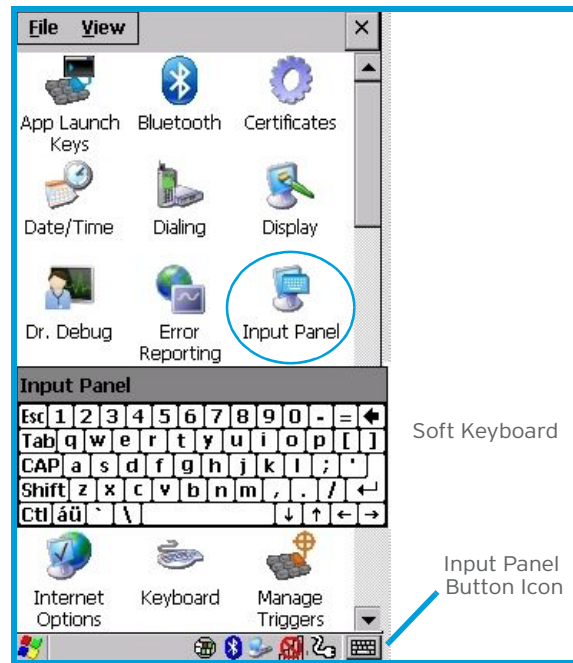 File View ×
App Launch Bluetooth Certificates
Keys
Date/Time Dialing Display
Dr. Debug Error Input Panel
Reporting
Input Panel
Esc 1 2 3 4 5 6 7 8 9 0 - =
Tab q w e r t y u i o p [ ]
CAP a s d f g h j k l ; '
Shift z x c v b n m , . /
Ctl áü ` \ ↓ ↑ ← →
Soft Keyboard
Internet Keyboard Manage
Options Triggers
Input Panel
Button Icon